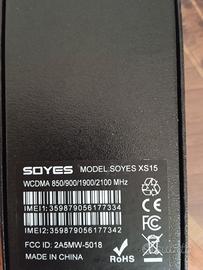 SOYES MODEL:SOYES XS15
WCDMA 850/900/1900/2100 MHz
IMEI1: 359879056177334
IMEI2: 359879056177342
FCC ID: 2A5MW-5018
MADE IN CHINA
RoHS